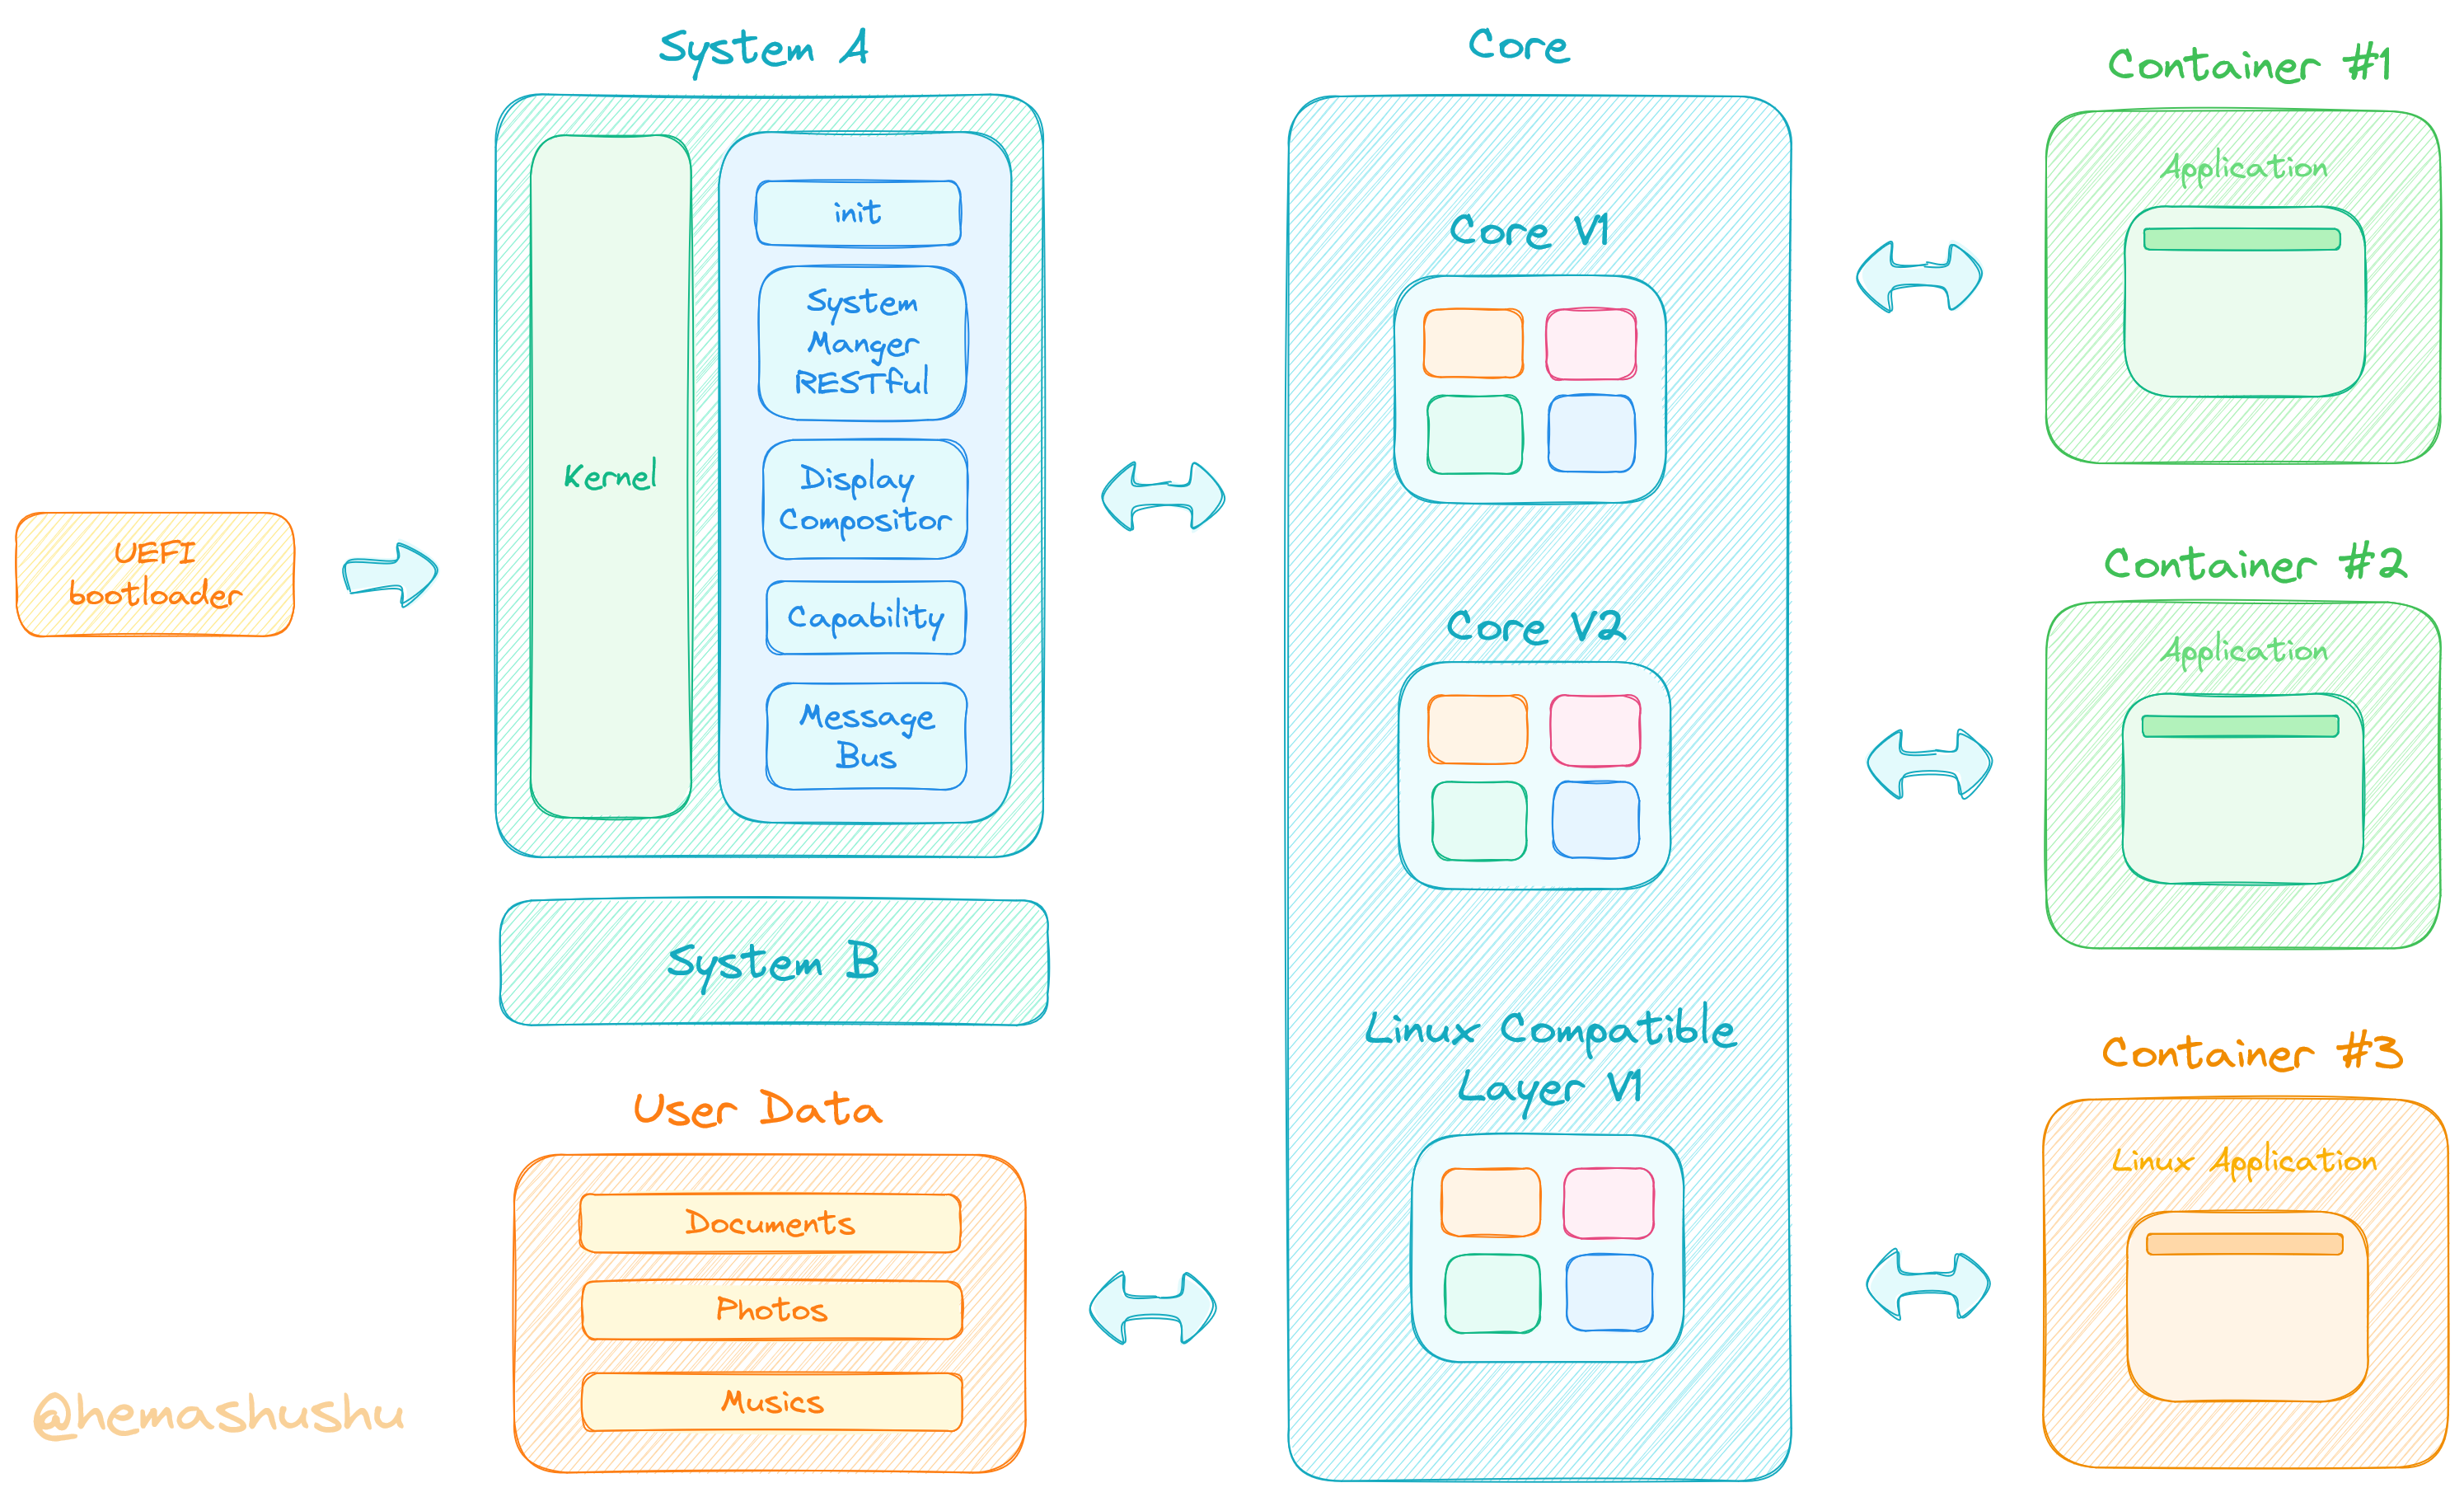 System A
Core
Container #1
Application
init
System
Manger
RESTful
Display
Compositor
Capability
Message
Bus
Kernel
UEFI
bootloader
Core V1
Core V2
Container #2
Application
System B
Linux Compatible
Layer V1
Container #3
Linux Application
User Data
Documents
Photos
Musics
@hemashushu